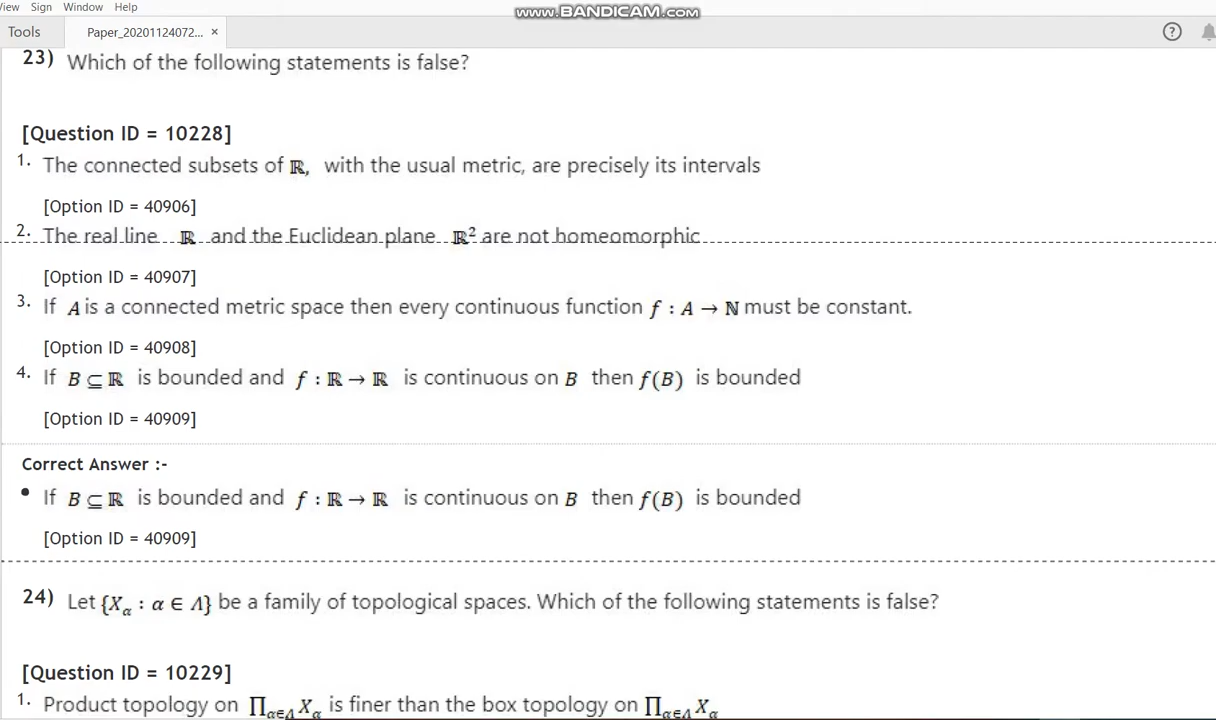 View Sign Window Help
www.BANDICAM.com
Tools Paper_20201124072... ×
23) Which of the following statements is false?
[Question ID = 10228]
1. The connected subsets of ℝ, with the usual metric, are precisely its intervals
[Option ID = 40906]
2. The real line ℝ and the Euclidean plane ℝ² are not homeomorphic
[Option ID = 40907]
3. If A is a connected metric space then every continuous function f : A → ℕ must be constant.
[Option ID = 40908]
4. If B ⊆ ℝ is bounded and f : ℝ → ℝ is continuous on B then f(B) is bounded
[Option ID = 40909]
Correct Answer :-
• If B ⊆ ℝ is bounded and f : ℝ → ℝ is continuous on B then f(B) is bounded
[Option ID = 40909]
24) Let {X_α : α ∈ Λ} be a family of topological spaces. Which of the following statements is false?
[Question ID = 10229]
1. Product topology on ∏_{α∈Λ} X_α is finer than the box topology on ∏_{α∈Λ} X_α